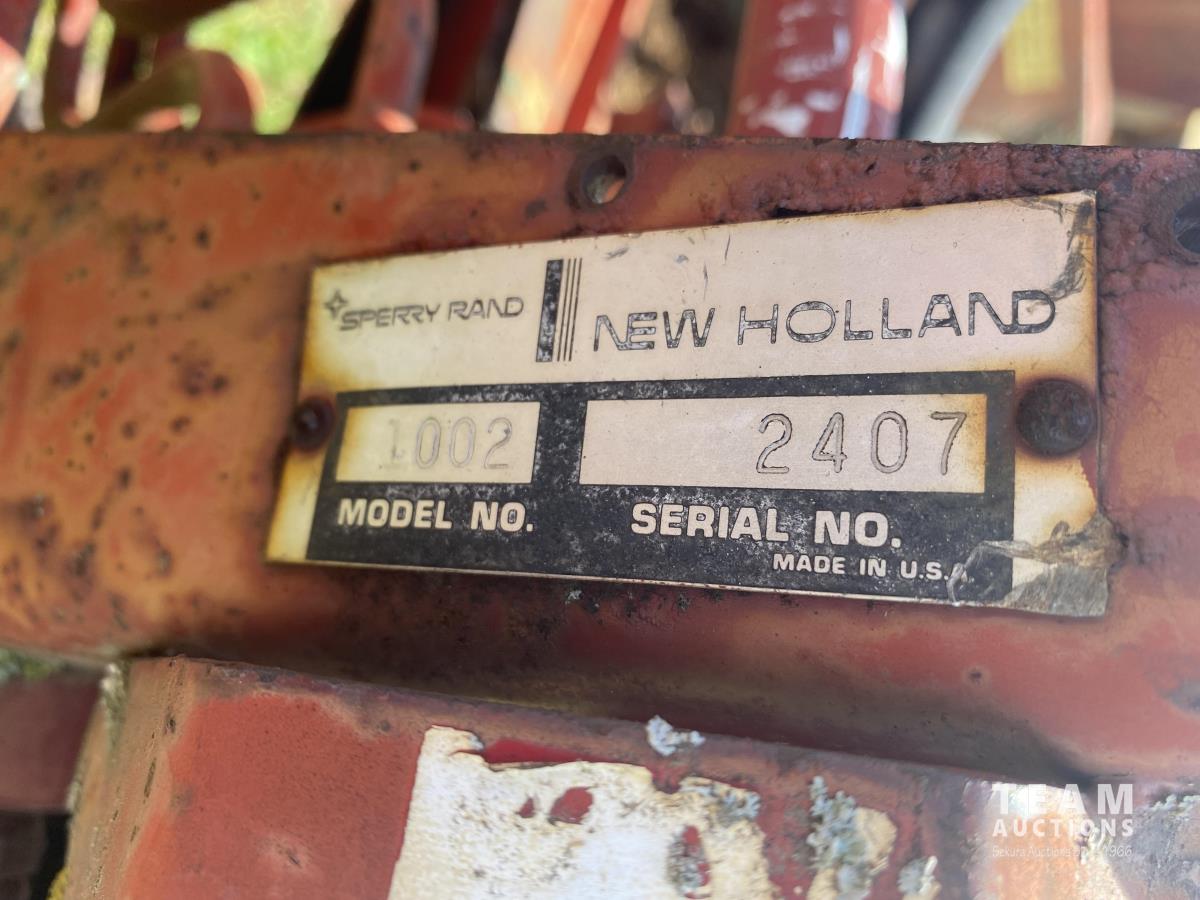 SPERRY RAND NEW HOLLAND
1002 2407
MODEL NO. SERIAL NO.
MADE IN U.S.A.
TEAM
AUCTIONS